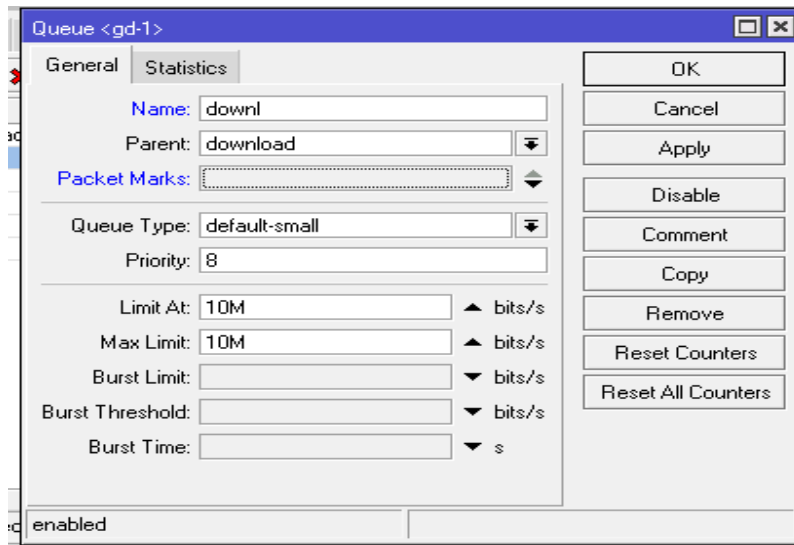 Queue <gd-1>
General Statistics
Name: downl
Parent: download
Packet Marks:
Queue Type: default-small
Priority: 8
Limit At: 10M bits/s
Max Limit: 10M bits/s
Burst Limit: bits/s
Burst Threshold: bits/s
Burst Time: s
enabled
OK
Cancel
Apply
Disable
Comment
Copy
Remove
Reset Counters
Reset All Counters